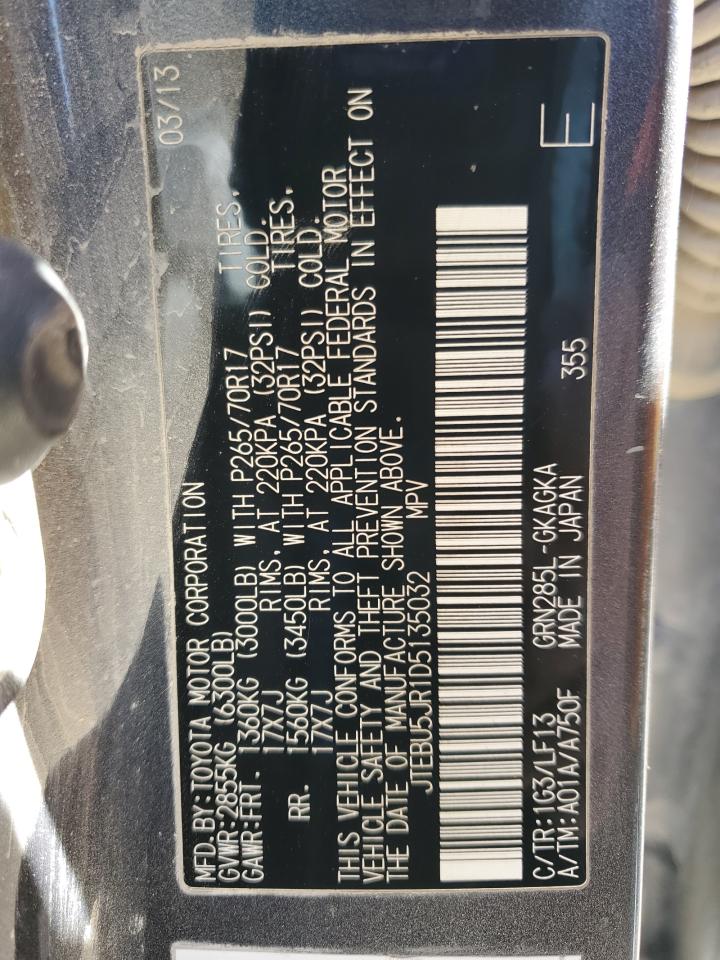 MFD. BY: TOYOTA MOTOR CORPORATION 03/13
GVWR: 2855KG (6300LB)
GAWR: FRT. 1360KG (3000LB) WITH P265/70R17 TIRES.
17X7J RIMS, AT 220KPA (32PSI) COLD.
RR. 1560KG (3450LB) WITH P265/70R17 TIRES.
17X7J RIMS, AT 220KPA (32PSI) COLD.
THIS VEHICLE CONFORMS TO ALL APPLICABLE FEDERAL MOTOR
VEHICLE SAFETY AND THEFT PREVENTION STANDARDS IN EFFECT ON
THE DATE OF MANUFACTURE SHOWN ABOVE.
JTEBU5JR1D5135032 MPV
C/TR: 1G3/LF13 GRN285L-GKAGKA 355 E
A/TM: A01A/A750F MADE IN JAPAN